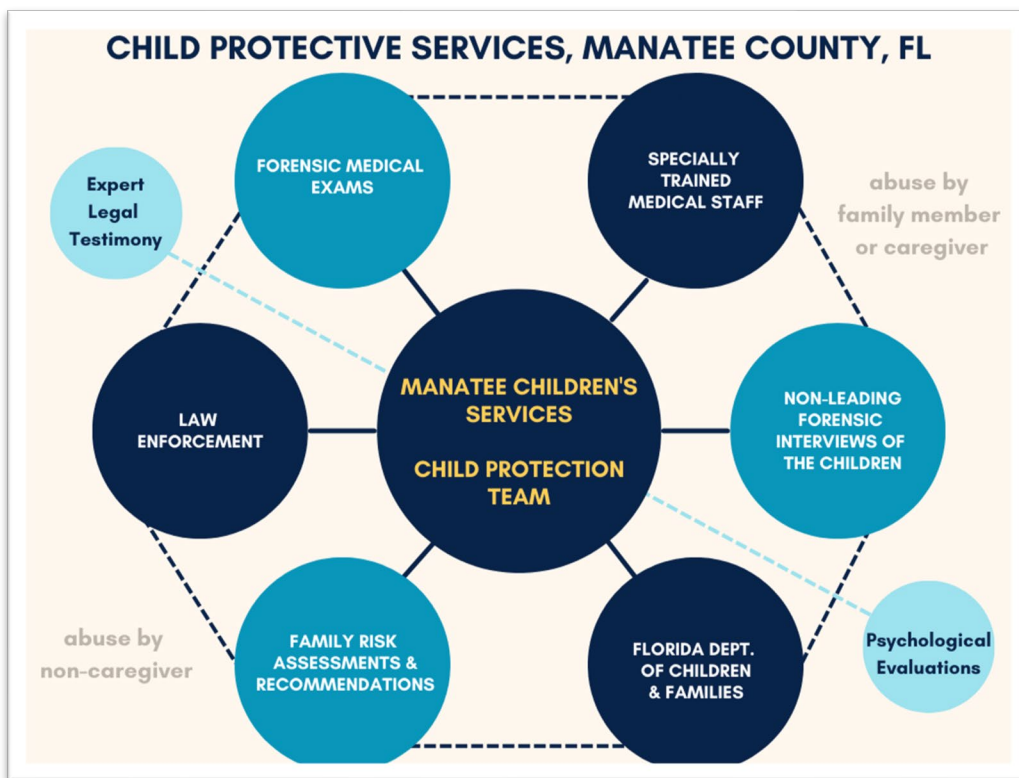 CHILD PROTECTIVE SERVICES, MANATEE COUNTY, FL
FORENSIC MEDICAL
EXAMS
SPECIALLY
TRAINED
MEDICAL STAFF
Expert
Legal
Testimony
abuse by
family member
or caregiver
LAW
ENFORCEMENT
MANATEE CHILDREN'S
SERVICES
CHILD PROTECTION
TEAM
NON-LEADING
FORENSIC
INTERVIEWS OF
THE CHILDREN
abuse by
non-caregiver
FAMILY RISK
ASSESSMENTS &
RECOMMENDATIONS
FLORIDA DEPT.
OF CHILDREN
& FAMILIES
Psychological
Evaluations